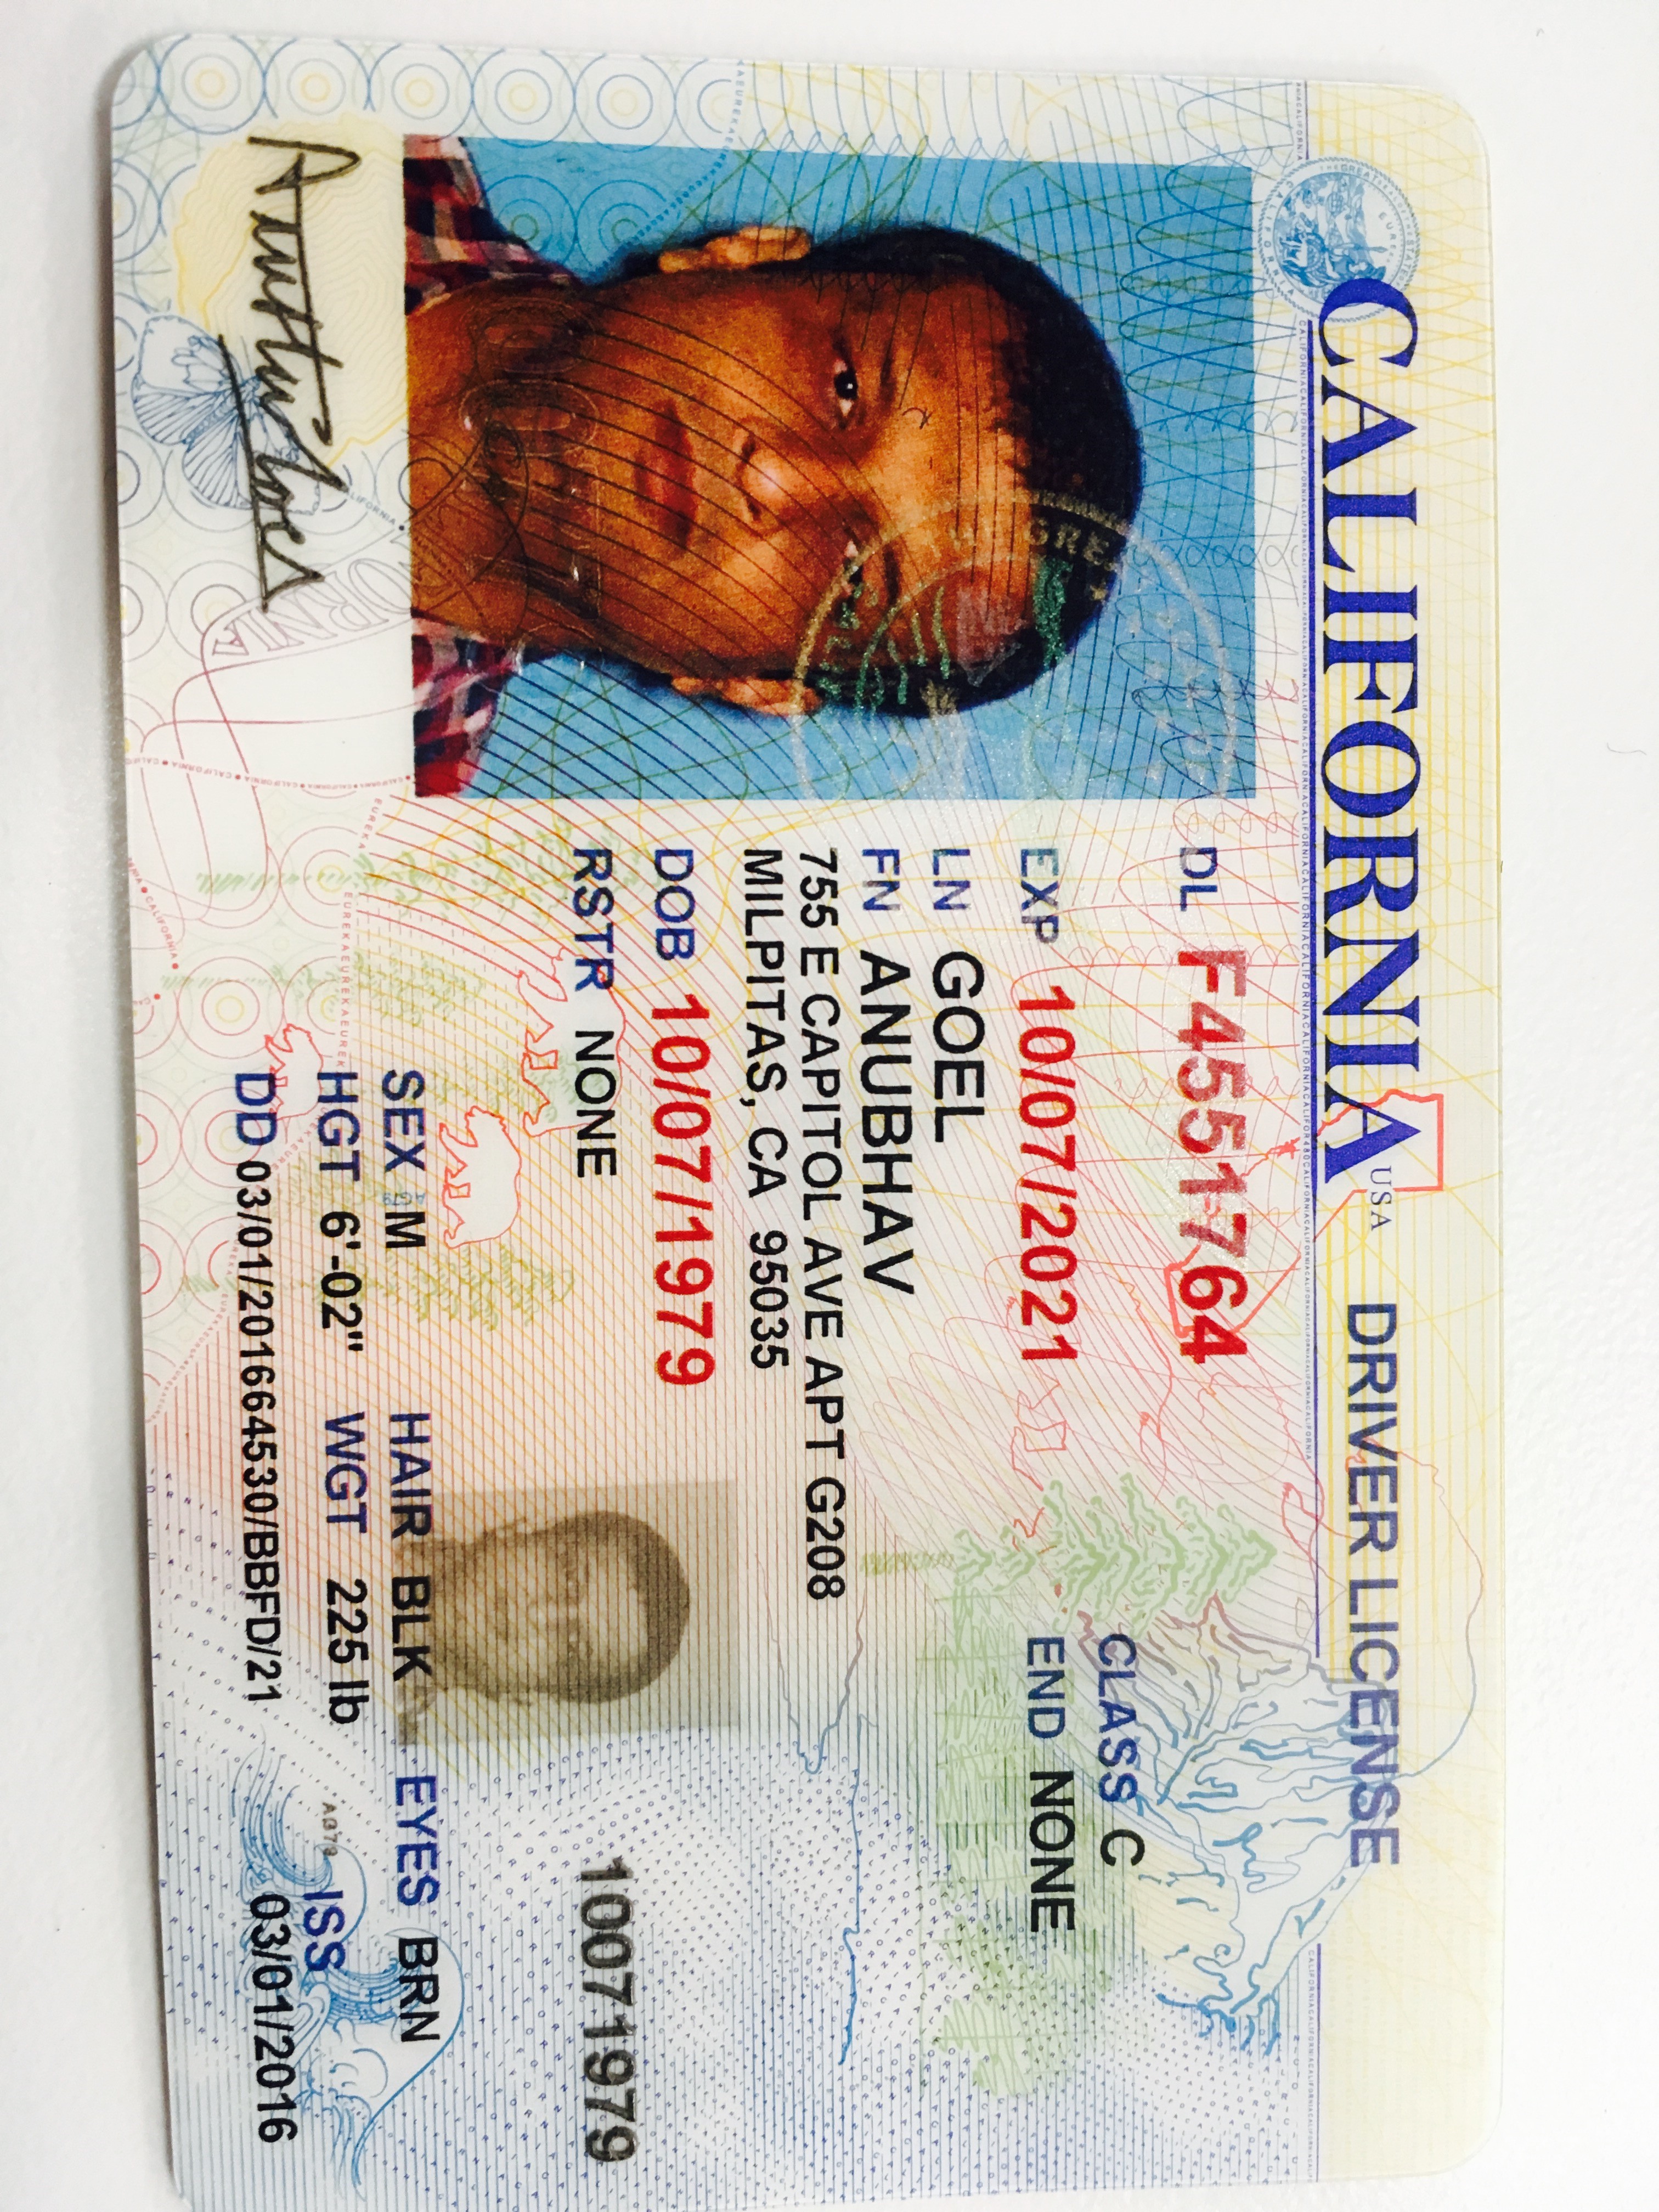 CALIFORNIA USA DRIVER LICENSE
DL F4551764
CLASS C
EXP 10/07/2021
END NONE
LN GOEL
FN ANUBHAV
755 E CAPITOL AVE APT G208
MILPITAS, CA 95035
DOB 10/07/1979
RSTR NONE
10071979
SEX M
HAIR BLK
EYES BRN
HGT 6'-02"
WGT 225 lb
ISS
DD 03/01/201664530/BBFD/21
03/01/2016